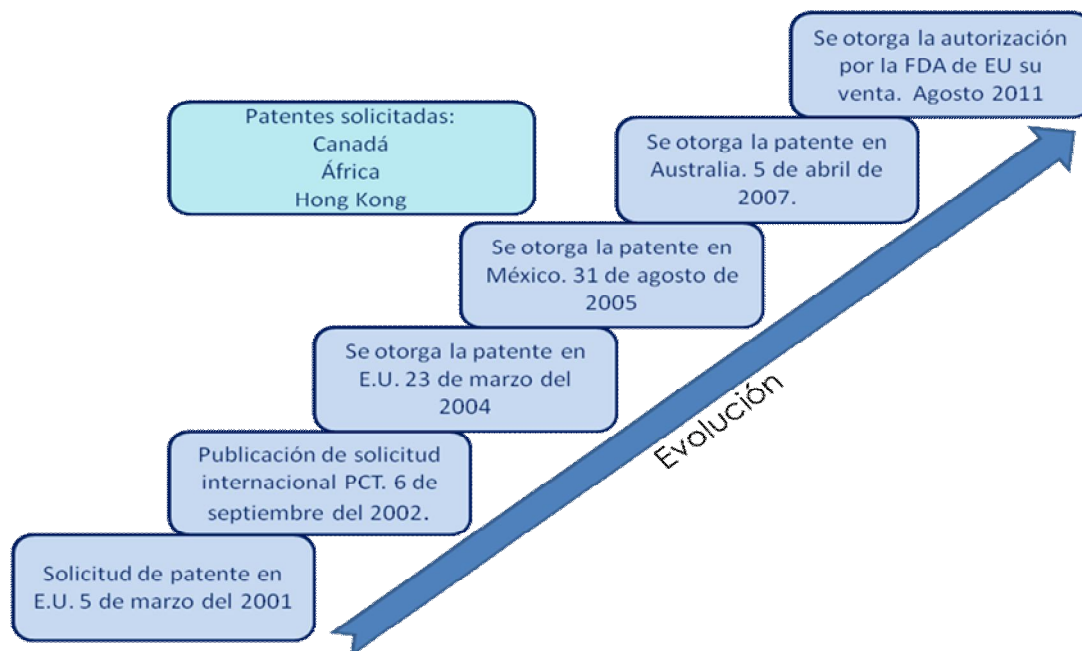 Se otorga la autorización
por la FDA de EU su
venta.  Agosto 2011
Patentes solicitadas:
Canadá
África
Hong Kong
Se otorga la patente en
Australia. 5 de abril de
2007.
Se otorga la patente en
México. 31 de agosto de
2005
Se otorga la patente en
E.U. 23 de marzo del
2004
Publicación de solicitud
internacional PCT. 6 de
septiembre del 2002.
Solicitud de patente en
E.U. 5 de marzo del 2001
Evolución